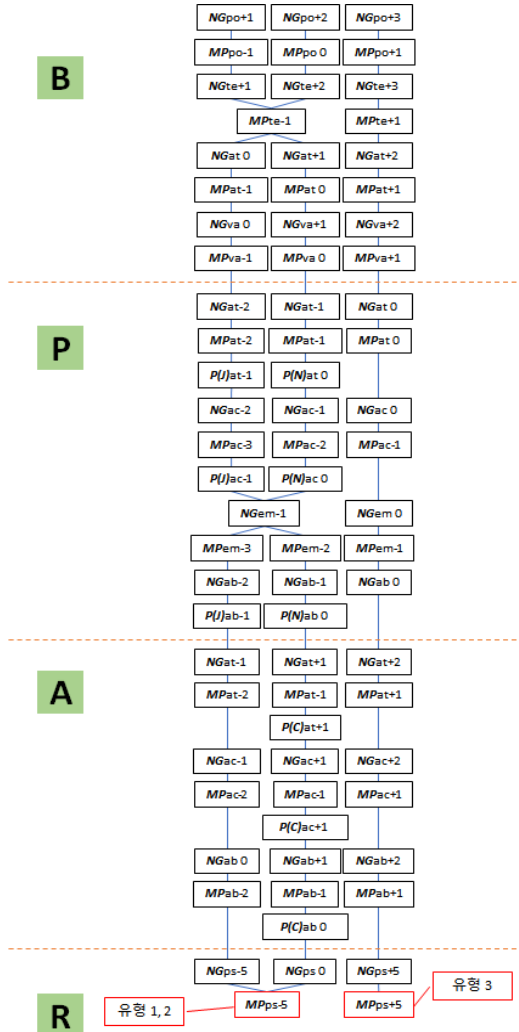 NGpo+1 NGpo+2 NGpo+3
MPpo-1 MPpo 0 MPpo+1
B
NGte+1 NGte+2 NGte+3
MPte-1 MPte+1
NGat 0 NGat+1 NGat+2
MPat-1 MPat 0 MPat+1
NGva 0 NGva+1 NGva+2
MPva-1 MPva 0 MPva+1
NGat-2 NGat-1 NGat 0
P
MPat-2 MPat-1 MPat 0
P(J)at-1 P(N)at 0
NGac-2 NGac-1 NGac 0
MPac-3 MPac-2 MPac-1
P(J)ac-1 P(N)ac 0
NGem-1 NGem 0
MPem-3 MPem-2 MPem-1
NGab-2 NGab-1 NGab 0
P(J)ab-1 P(N)ab 0
NGat-1 NGat+1 NGat+2
A
MPat-2 MPat-1 MPat+1
P(C)at+1
NGac-1 NGac+1 NGac+2
MPac-2 MPac-1 MPac+1
P(C)ac+1
NGab 0 NGab+1 NGab+2
MPab-2 MPab-1 MPab+1
P(C)ab 0
NGps-5 NGps 0 NGps+5
유형 3
R
유형 1, 2
MPps-5 MPps+5